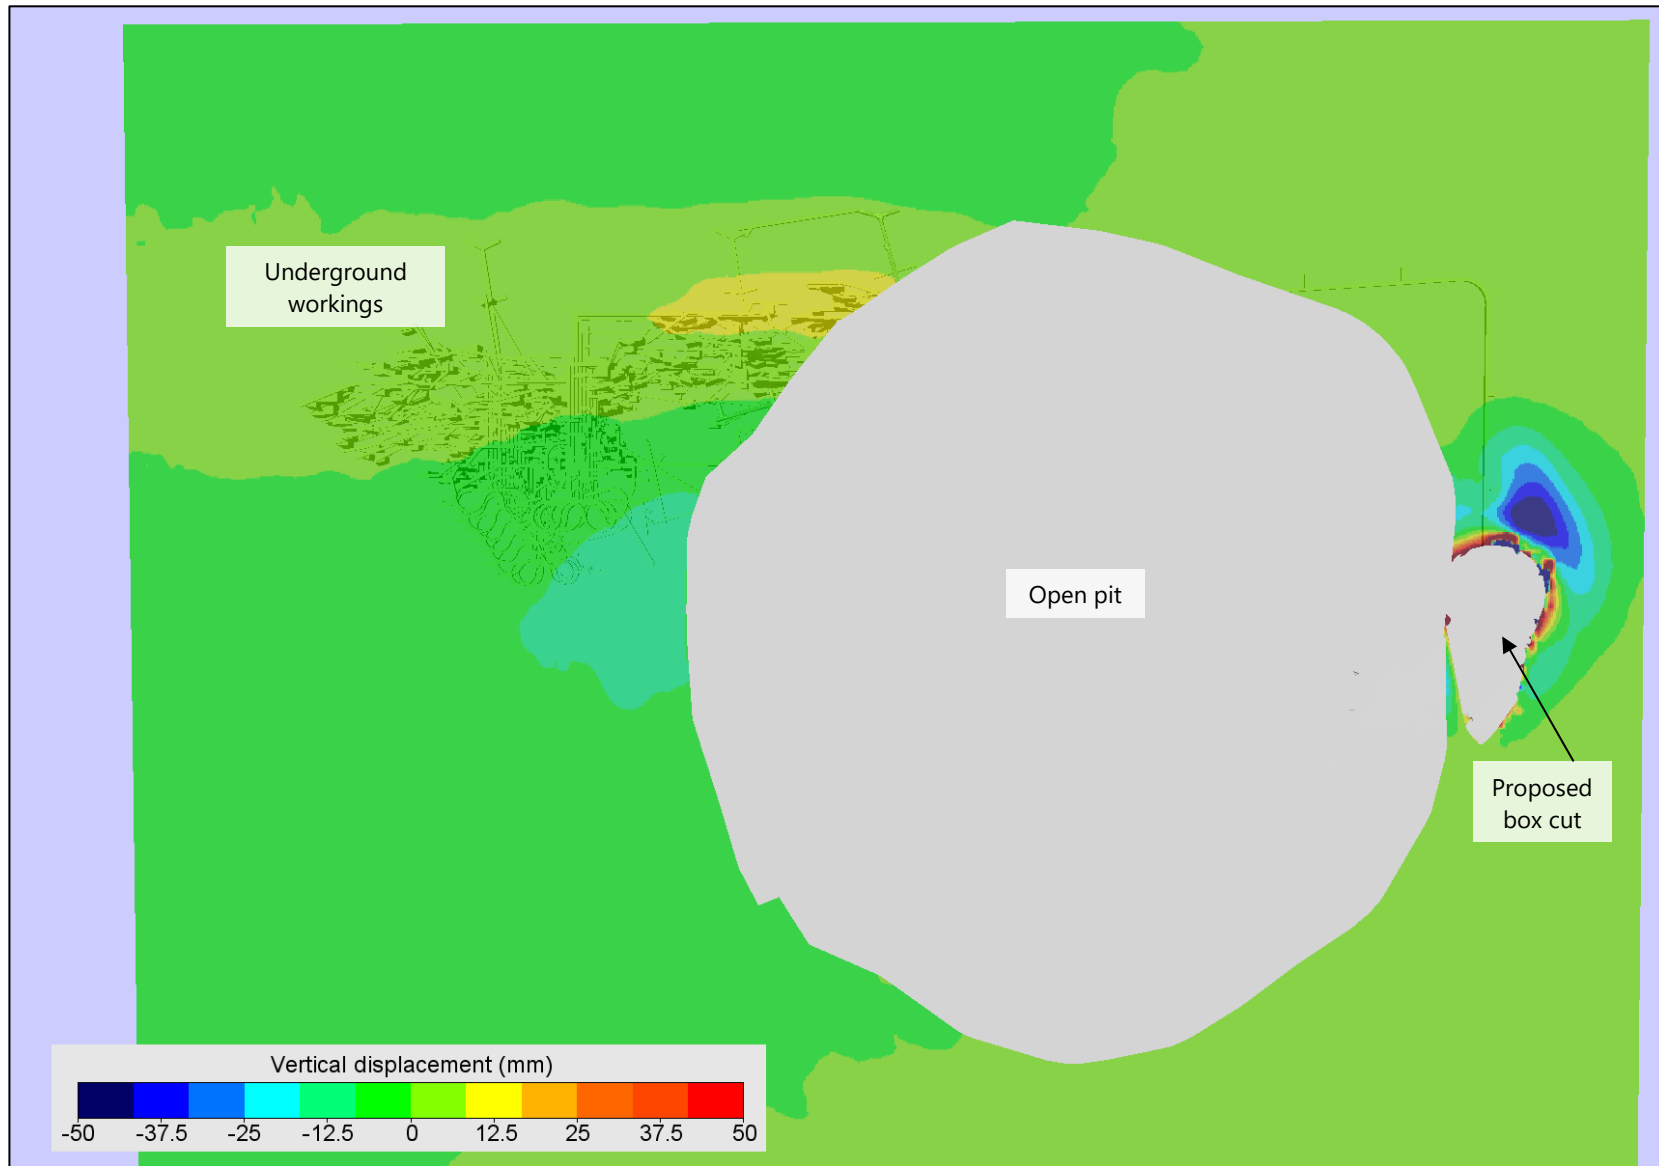 Underground
workings
Open pit
Proposed
box cut
Vertical displacement (mm)
-50 -37.5 -25 -12.5 0 12.5 25 37.5 50